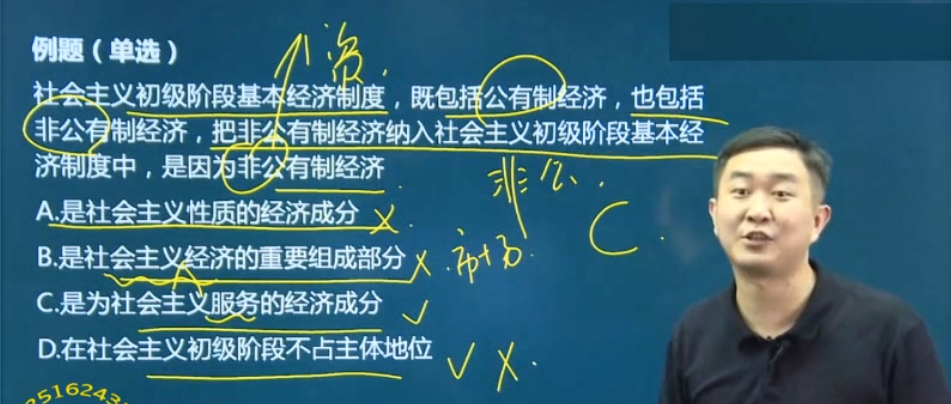 例题（单选）
资
社会主义初级阶段基本经济制度，既包括公有制经济，也包括
非公有制经济，把非公有制经济纳入社会主义初级阶段基本经
济制度中，是因为非公有制经济
非公.
A.是社会主义性质的经济成分 ×.
C.
B.是社会主义经济的重要组成部分 × .市场.
C.是为社会主义服务的经济成分 ✓
D.在社会主义初级阶段不占主体地位 ✓ ×.